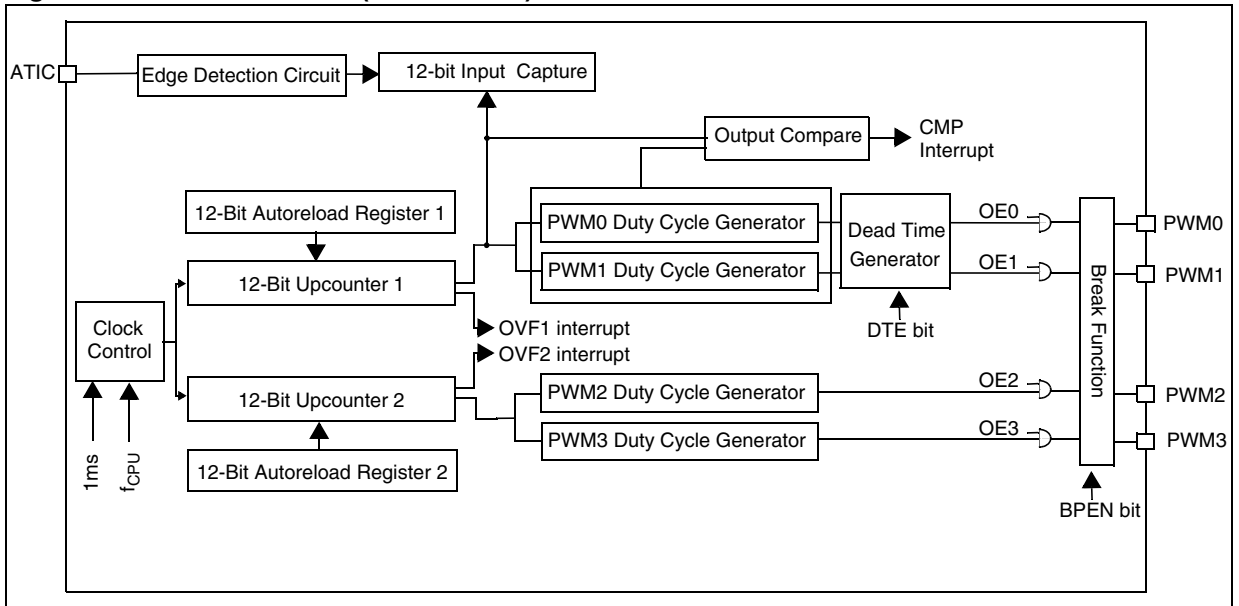 ATIC
Edge Detection Circuit
12-bit Input Capture
Output Compare
CMP
Interrupt
12-Bit Autoreload Register 1
PWM0 Duty Cycle Generator
Dead Time
Generator
OE0
PWM0
12-Bit Upcounter 1
PWM1 Duty Cycle Generator
OE1
PWM1
Break Function
Clock
Control
OVF1 interrupt
DTE bit
OVF2 interrupt
12-Bit Upcounter 2
PWM2 Duty Cycle Generator
OE2
PWM2
PWM3 Duty Cycle Generator
OE3
PWM3
12-Bit Autoreload Register 2
1ms
fCPU
BPEN bit